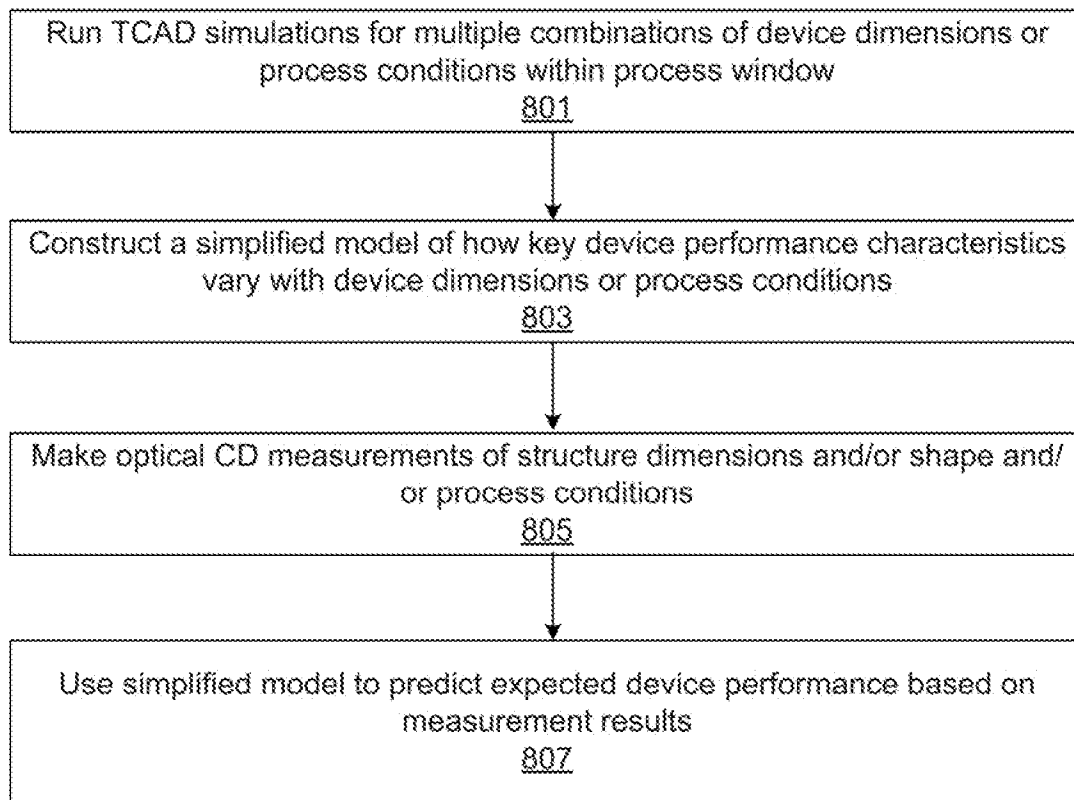 Run TCAD simulations for multiple combinations of device dimensions or
process conditions within process window
801
Construct a simplified model of how key device performance characteristics
vary with device dimensions or process conditions
803
Make optical CD measurements of structure dimensions and/or shape and/
or process conditions
805
Use simplified model to predict expected device performance based on
measurement results
807